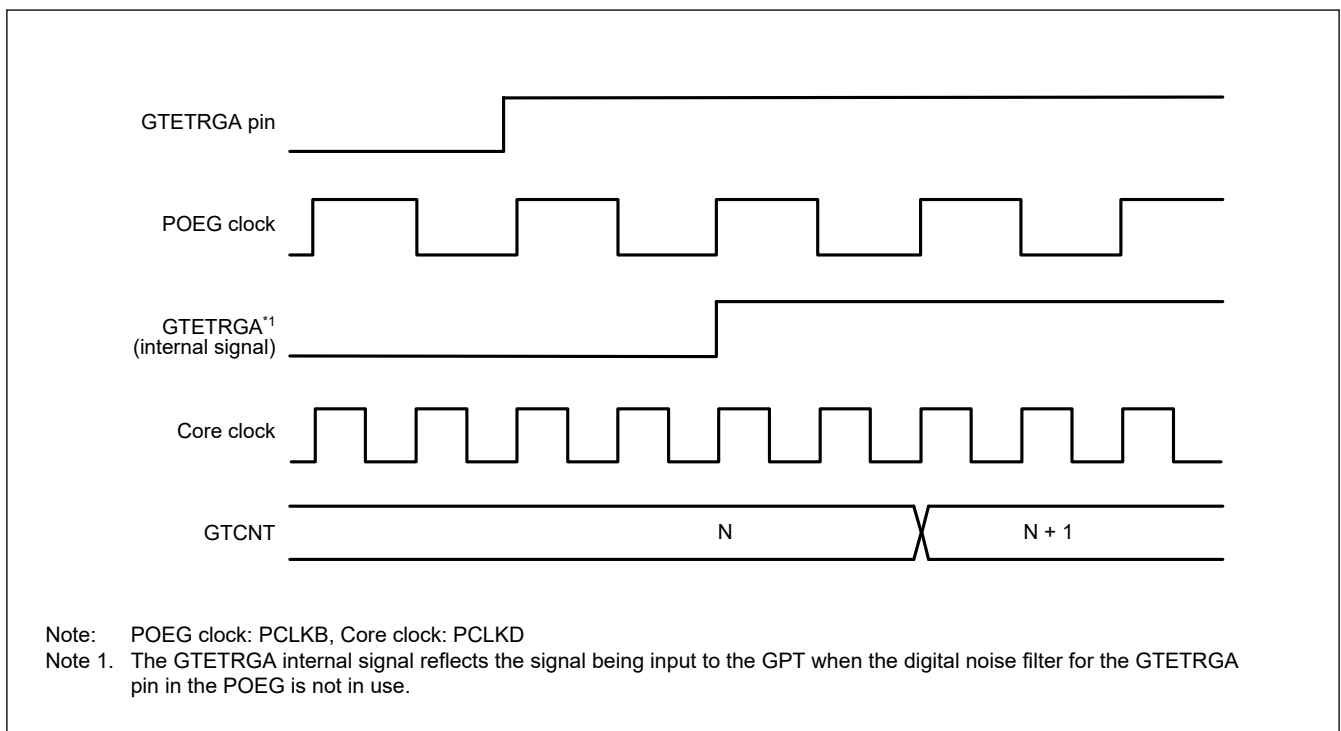 GTETRGA pin
POEG clock
GTETRGA*1
(internal signal)
Core clock
GTCNT N N + 1
Note: POEG clock: PCLKB, Core clock: PCLKD
Note 1. The GTETRGA internal signal reflects the signal being input to the GPT when the digital noise filter for the GTETRGA
pin in the POEG is not in use.